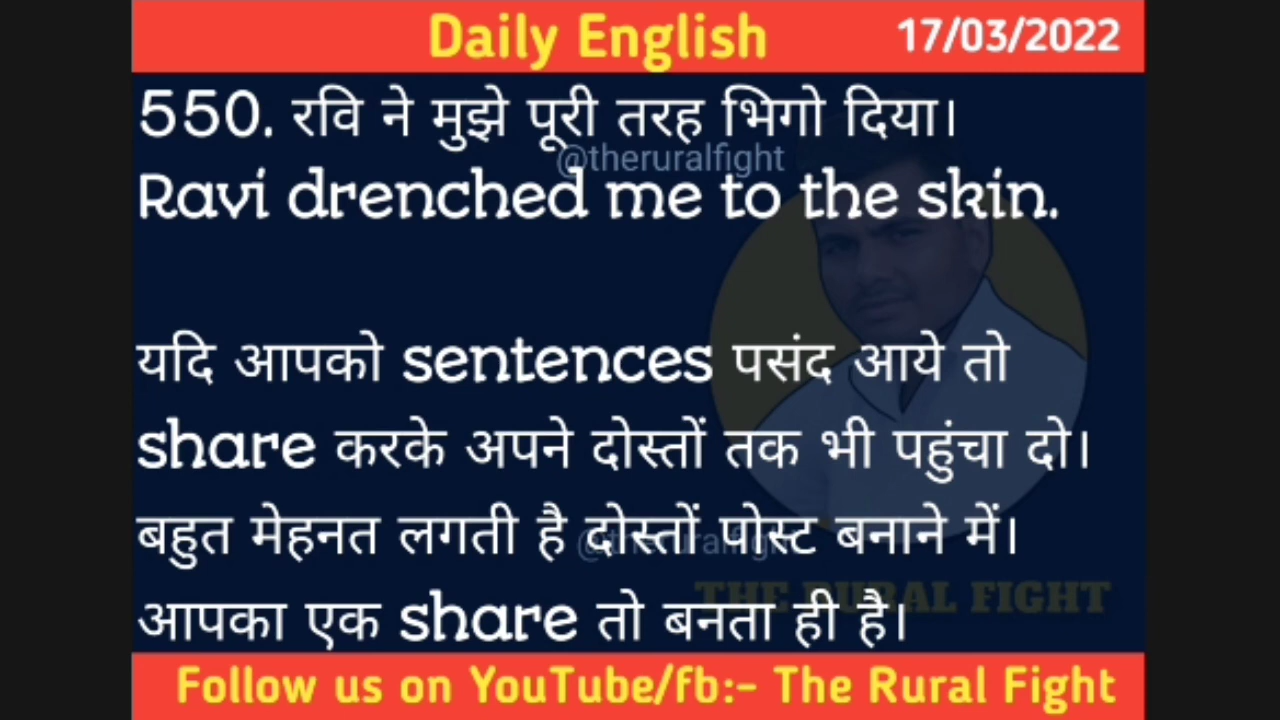 Daily English
17/03/2022
550. रवि ने मुझे पूरी तरह भिगो दिया।
@theruralfight
Ravi drenched me to the skin.
यदि आपको sentences पसंद आये तो
share करके अपने दोस्तों तक भी पहुंचा दो।
बहुत मेहनत लगती है दोस्तों पोस्ट बनाने में।
@theruralfight
THE RURAL FIGHT
आपका एक share तो बनता ही है।
Follow us on YouTube/fb:- The Rural Fight